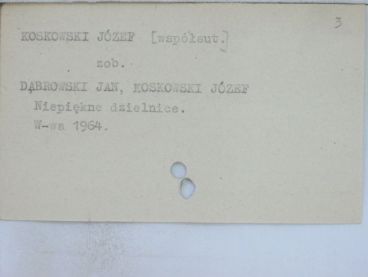 3
KOSKOWSKI JÓZEF [współaut.]
zob.
DĄBROWSKI JAN, KOSKOWSKI JÓZEF
Niepiękne dzielnice.
W-wa 1964.